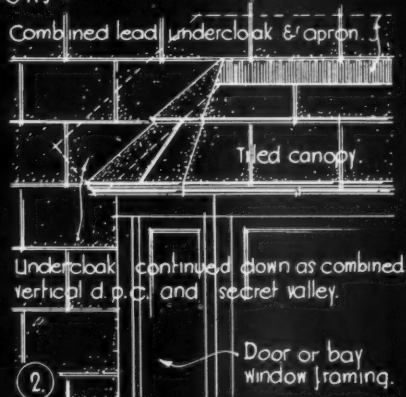 Combined lead undercloak & apron.
Tiled canopy
Undercloak continued down as combined
vertical d.p.c. and secret valley.
Door or bay
window framing.
2.